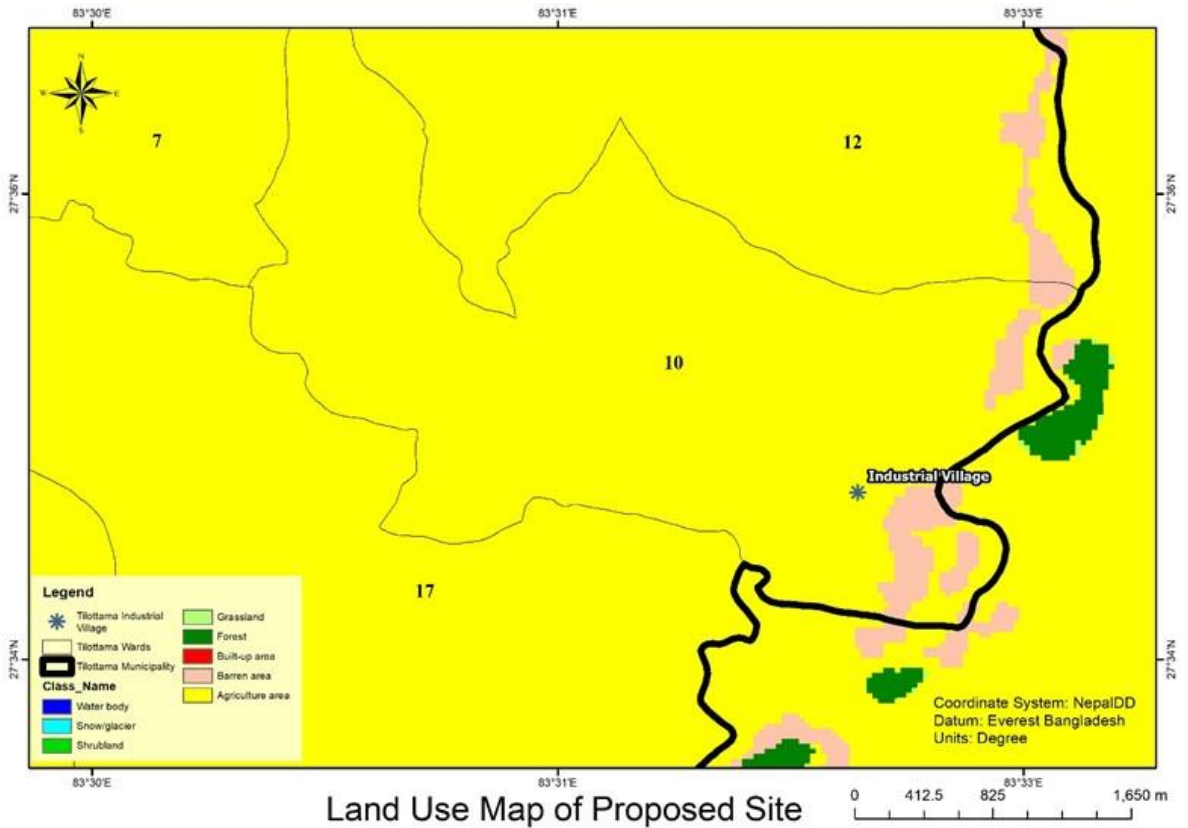 83°30'E 83°31'E 83°33'E
N
W E
S
7
12
27°36'N 27°36'N
10
Industrial Village
17
Legend
Tilottama Industrial
Village
Tilottama Wards
Tilottama Municipality
Class_Name
Water body
Snow/glacier
Shrubland
Grassland
Forest
Built-up area
Barren area
Agriculture area
27°34'N 27°34'N
Coordinate System: NepalDD
Datum: Everest Bangladesh
Units: Degree
83°30'E 83°31'E 83°33'E
Land Use Map of Proposed Site
0 412.5 825 1,650 m